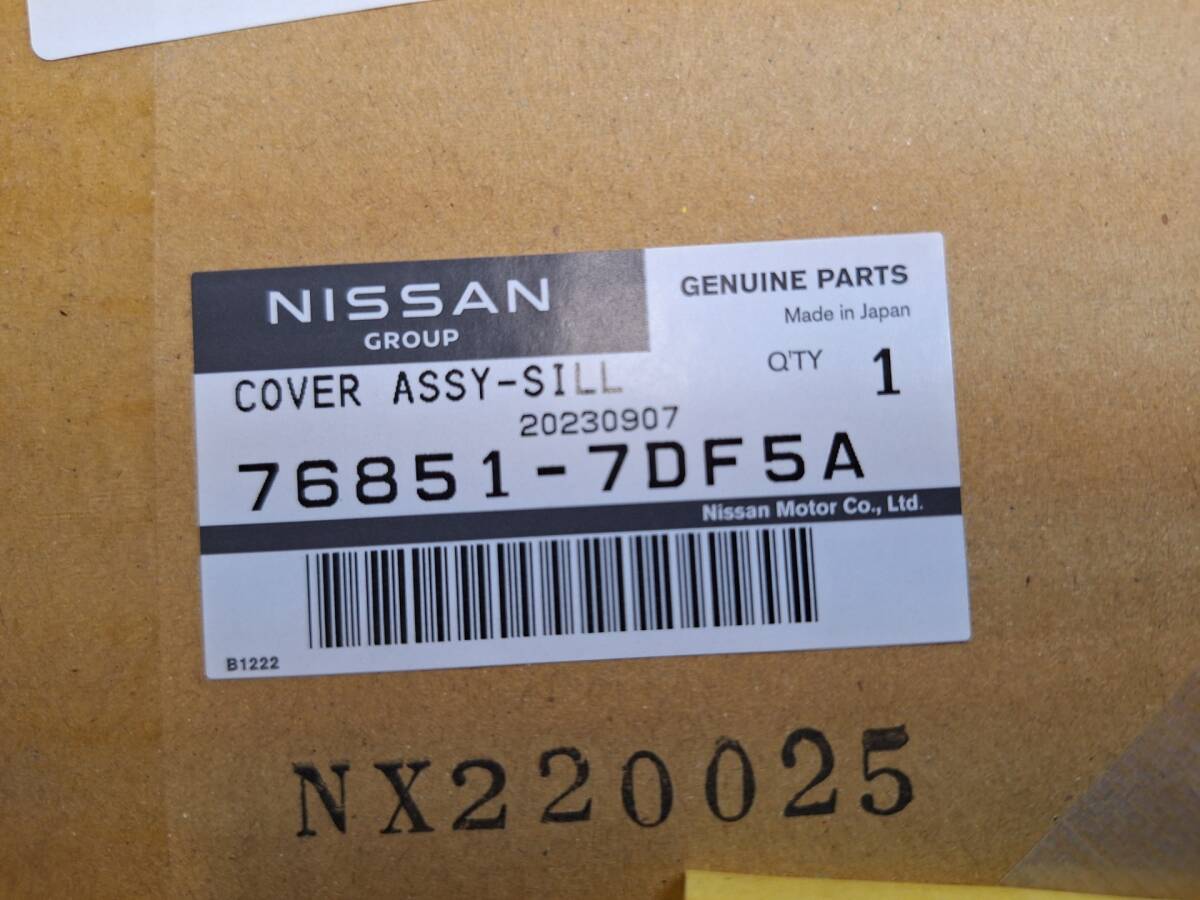 NISSAN
GROUP
GENUINE PARTS
Made in Japan
COVER ASSY-SILL
Q'TY 1
20230907
76851-7DF5A
Nissan Motor Co., Ltd.
B1222
NX220025